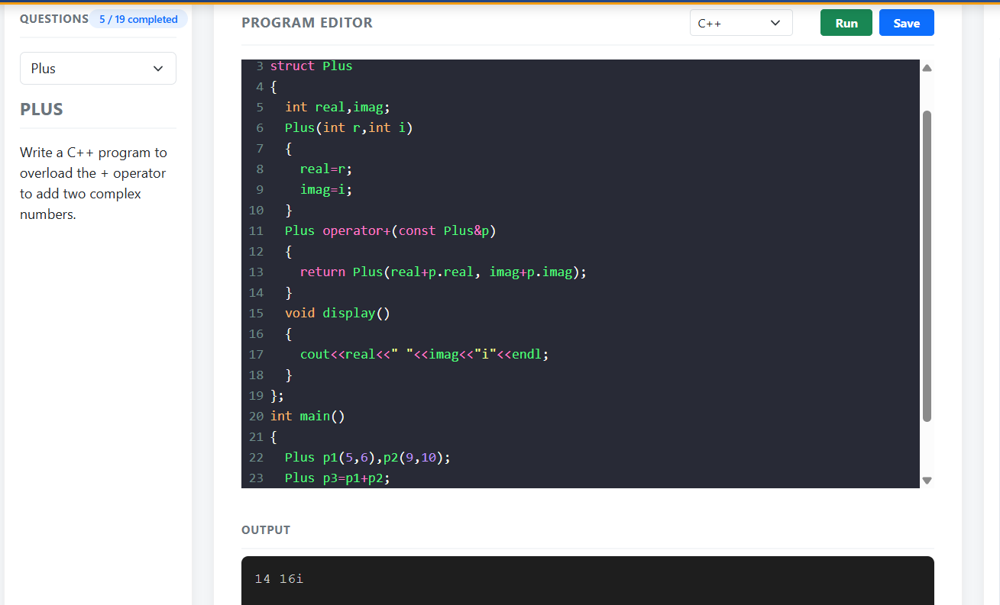 QUESTIONS 5 / 19 completed
Plus
PLUS
Write a C++ program to
overload the + operator
to add two complex
numbers.
PROGRAM EDITOR
C++
Run
Save
3 struct Plus
4 {
5   int real,imag;
6   Plus(int r,int i)
7   {
8     real=r;
9     imag=i;
10   }
11   Plus operator+(const Plus&p)
12   {
13     return Plus(real+p.real, imag+p.imag);
14   }
15   void display()
16   {
17     cout<<real<<" "<<imag<<"i"<<endl;
18   }
19 };
20 int main()
21 {
22   Plus p1(5,6),p2(9,10);
23   Plus p3=p1+p2;
OUTPUT
14 16i